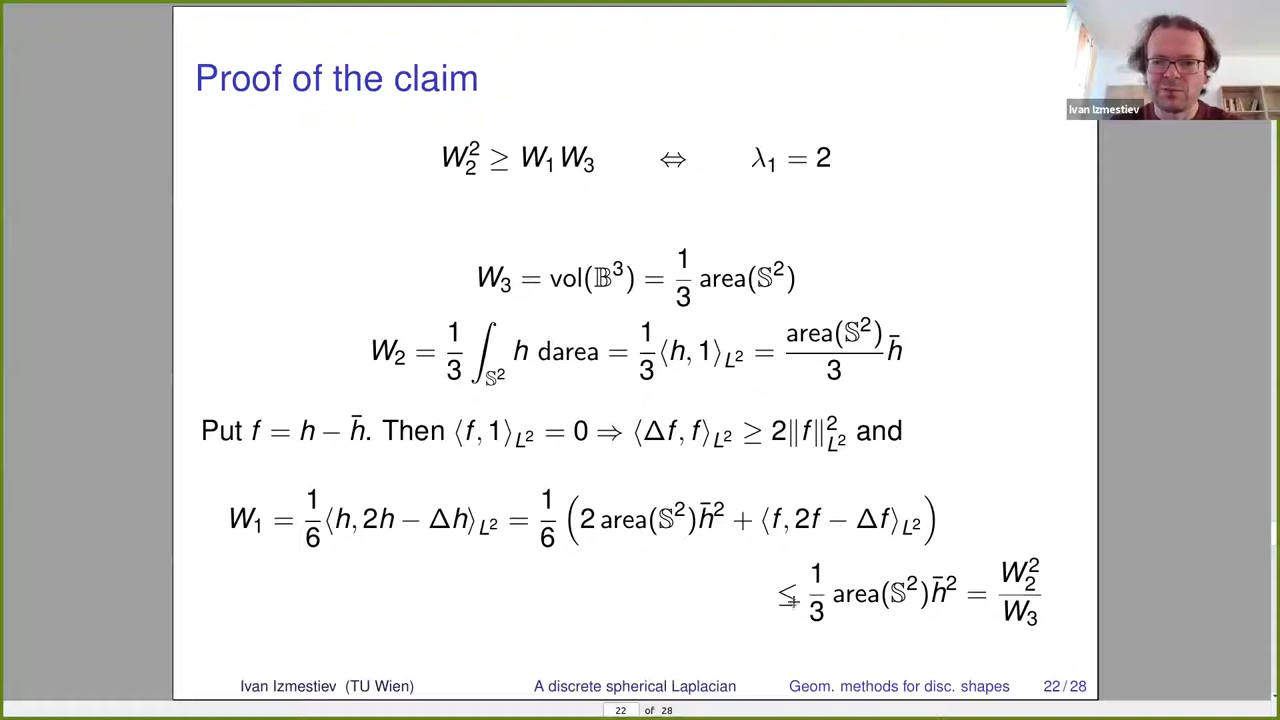 Proof of the claim
Ivan Izmestiev
W₂² ≥ W₁W₃ ⇔ λ₁ = 2
W₃ = vol(𝔹³) = 1/3 area(𝕊²)
W₂ = 1/3 ∫_{𝕊²} h darea = 1/3 ⟨h, 1⟩_{L²} = area(𝕊²)/3 h̄
Put f = h − h̄. Then ⟨f, 1⟩_{L²} = 0 ⇒ ⟨Δf, f⟩_{L²} ≥ 2‖f‖²_{L²} and
W₁ = 1/6 ⟨h, 2h − Δh⟩_{L²} = 1/6 (2 area(𝕊²)h̄² + ⟨f, 2f − Δf⟩_{L²})
≤ 1/3 area(𝕊²)h̄² = W₂²/W₃
Ivan Izmestiev (TU Wien) A discrete spherical Laplacian Geom. methods for disc. shapes 22 / 28
22 of 28